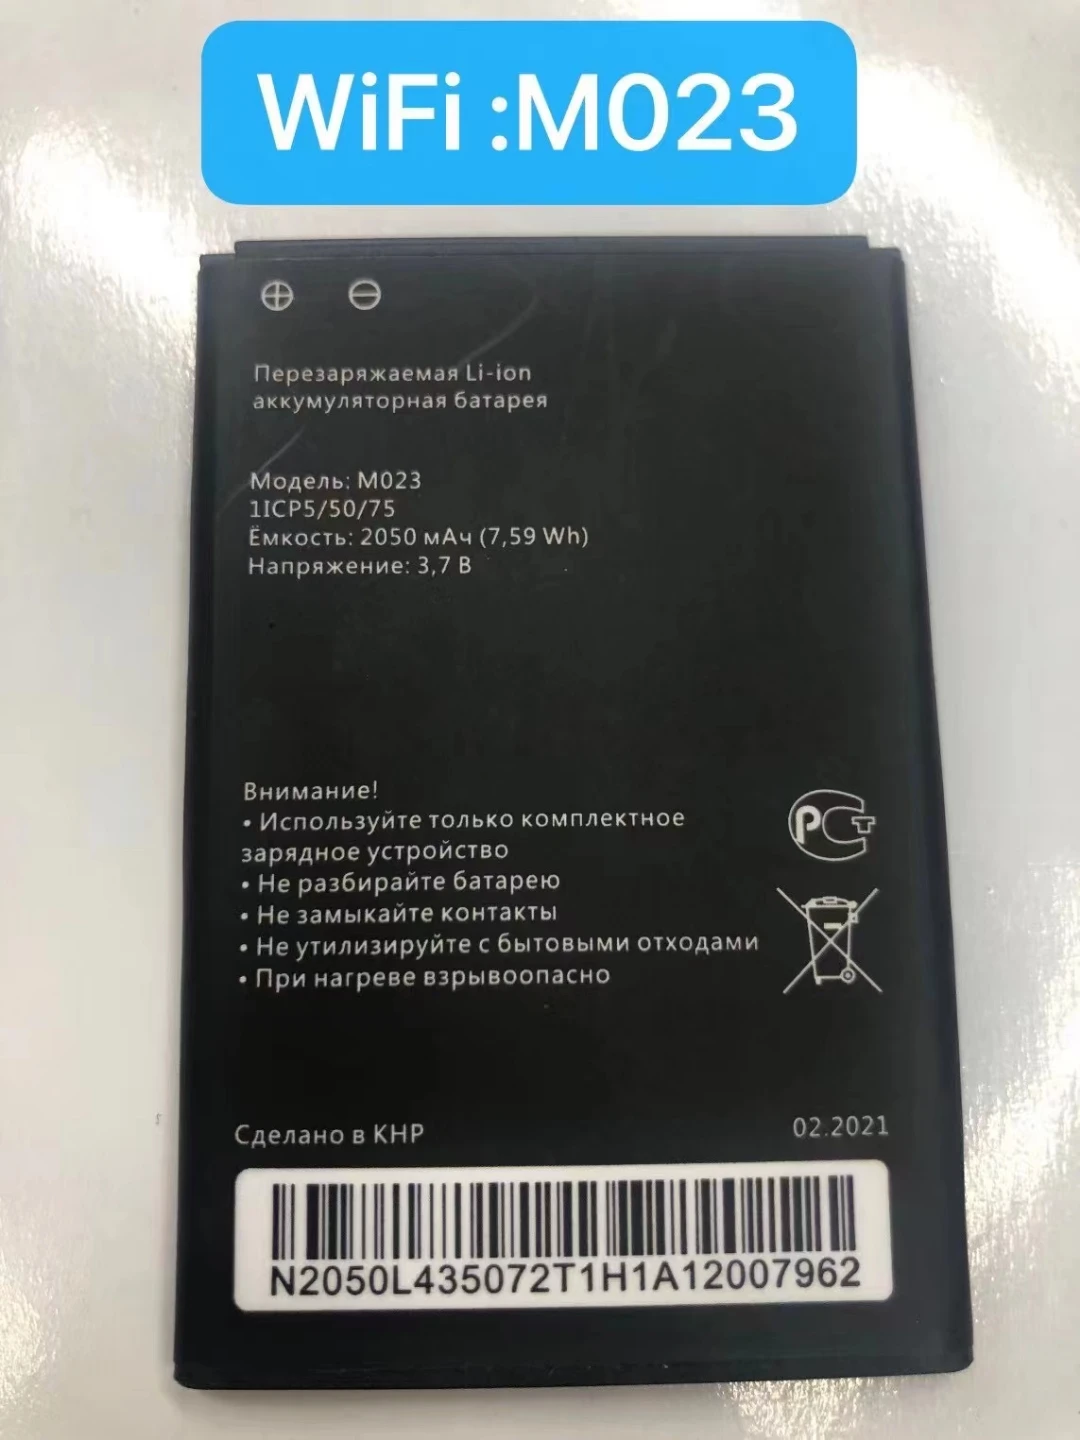 WiFi :M023
Перезаряжаемая Li-ion
аккумуляторная батарея
Модель: M023
1ICP5/50/75
Ёмкость: 2050 мАч (7,59 Wh)
Напряжение: 3,7 В
Внимание!
• Используйте только комплектное
зарядное устройство
• Не разбирайте батарею
• Не замыкайте контакты
• Не утилизируйте с бытовыми отходами
• При нагреве взрывоопасно
РСТ
Сделано в КНР
02.2021
N2050L435072T1H1A12007962